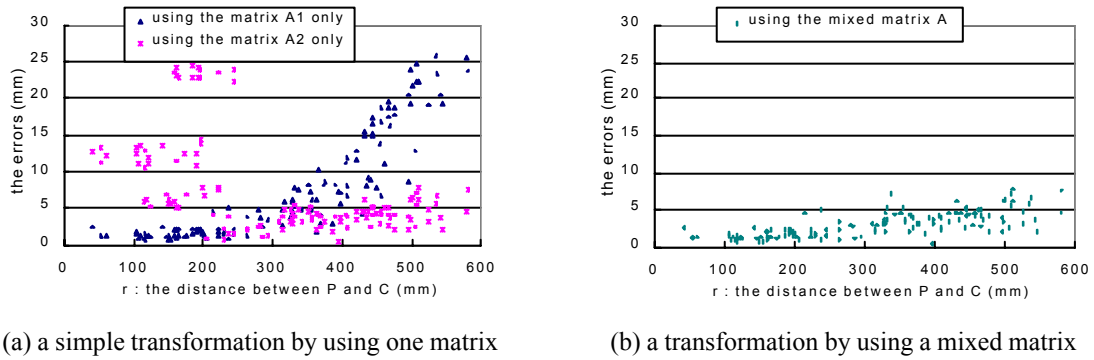 using the matrix A1 only
using the matrix A2 only
the errors (mm)
30
25
20
15
10
5
0
0 100 200 300 400 500 600
r : the distance between P and C (mm)
(a) a simple transformation by using one matrix
using the mixed matrix A
the errors (mm)
30
25
20
15
10
5
0
0 100 200 300 400 500 600
r : the distance between P and C (mm)
(b) a transformation by using a mixed matrix